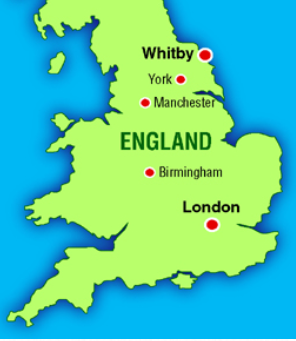 Whitby
York
Manchester
ENGLAND
Birmingham
London